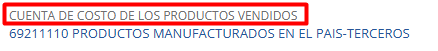 CUENTA DE COSTO DE LOS PRODUCTOS VENDIDOS
69211110 PRODUCTOS MANUFACTURADOS EN EL PAIS-TERCEROS